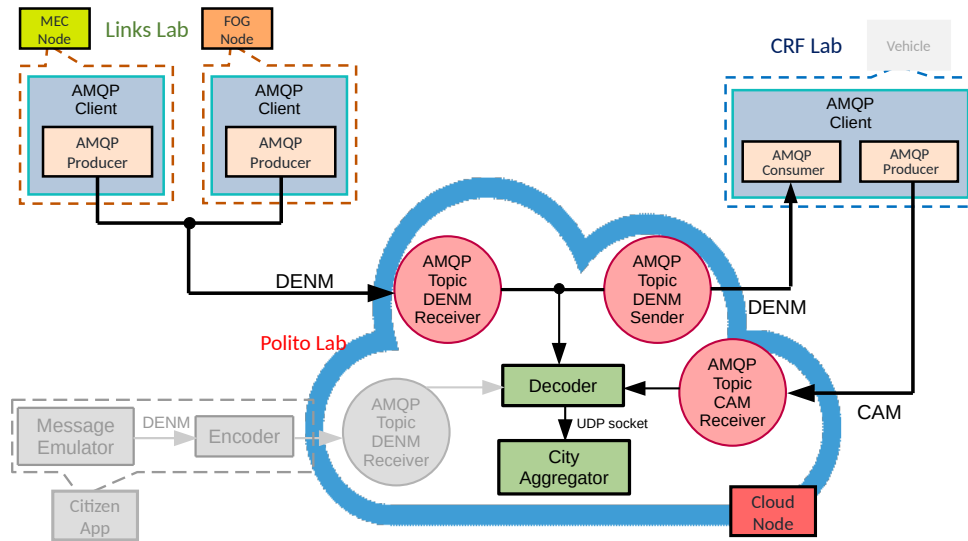 MEC
Node
Links Lab
FOG
Node
CRF Lab
Vehicle
AMQP
Client
AMQP
Producer
AMQP
Client
AMQP
Producer
AMQP
Client
AMQP
Consumer
AMQP
Producer
DENM
AMQP
Topic
DENM
Receiver
AMQP
Topic
DENM
Sender
DENM
Polito Lab
Decoder
AMQP
Topic
CAM
Receiver
CAM
UDP socket
City
Aggregator
Message
Emulator
DENM
Encoder
AMQP
Topic
DENM
Receiver
Citizen
App
Cloud
Node